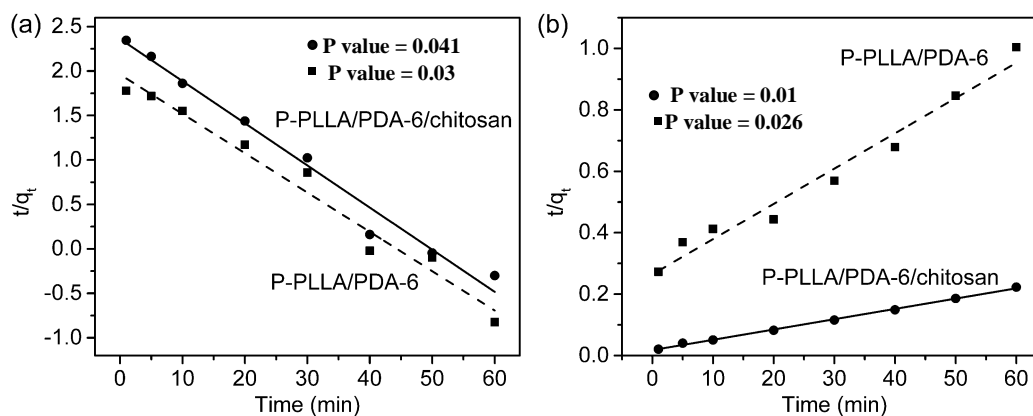 (a)
2.5
2.0
1.5
1.0
0.5
0.0
-0.5
-1.0
t/qt
P value = 0.041
P value = 0.03
P-PLLA/PDA-6/chitosan
P-PLLA/PDA-6
0 10 20 30 40 50 60
Time (min)
(b)
1.0
0.8
0.6
0.4
0.2
0.0
t/qt
P-PLLA/PDA-6
P value = 0.01
P value = 0.026
P-PLLA/PDA-6/chitosan
0 10 20 30 40 50 60
Time (min)